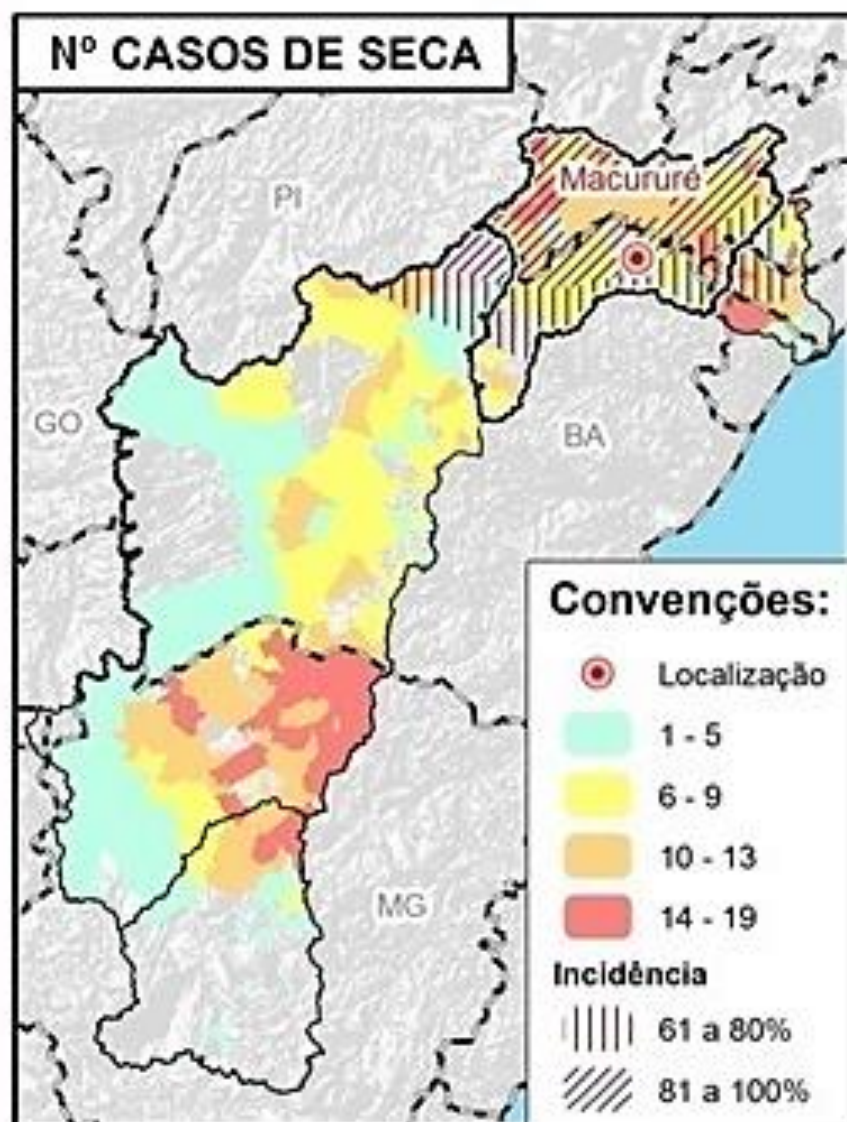 Nº CASOS DE SECA
Macururé
PI
GO
BA
MG
Convenções:
Localização
1 - 5
6 - 9
10 - 13
14 - 19
Incidência
61 a 80%
81 a 100%